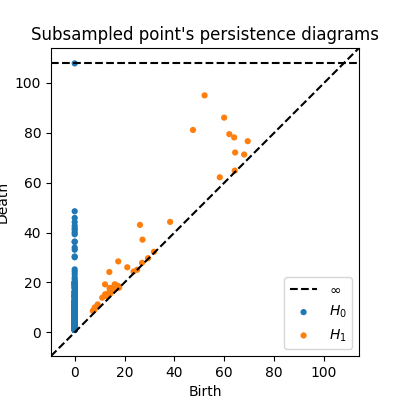 Subsampled point's persistence diagrams
100
80
60
40
20
0
Death
0 20 40 60 80 100
Birth
∞
H₀
H₁